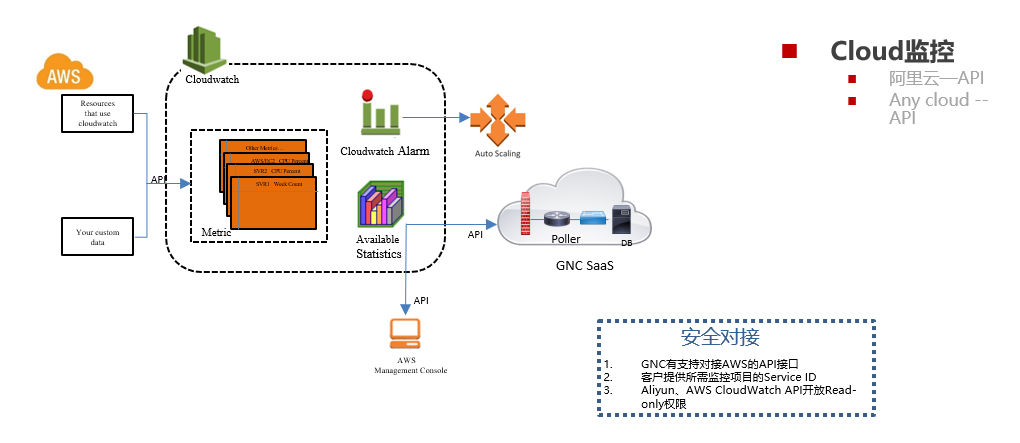 Cloud监控
阿里云—API
Any cloud --
API
AWS
Cloudwatch
Resources
that use
cloudwatch
API
Your custom
data
Other Metrics…
AWS/EC2 CPU Percent
SVR2 CPU Percent
SVR1 Week Count
Metric
Cloudwatch Alarm
Auto Scaling
Available
Statistics
API
Poller
DB
GNC SaaS
API
AWS
Management Console
安全对接
1. GNC有支持对接AWS的API接口
2. 客户提供所需监控项目的Service ID
3. Aliyun、AWS CloudWatch API开放Read-
only权限